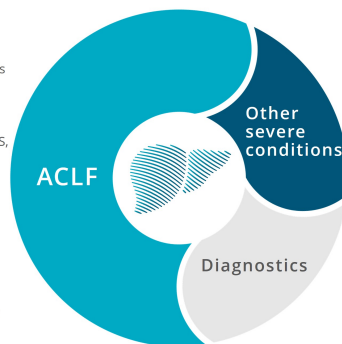 s
S,
Other
severe
conditions
ACLF
Diagnostics